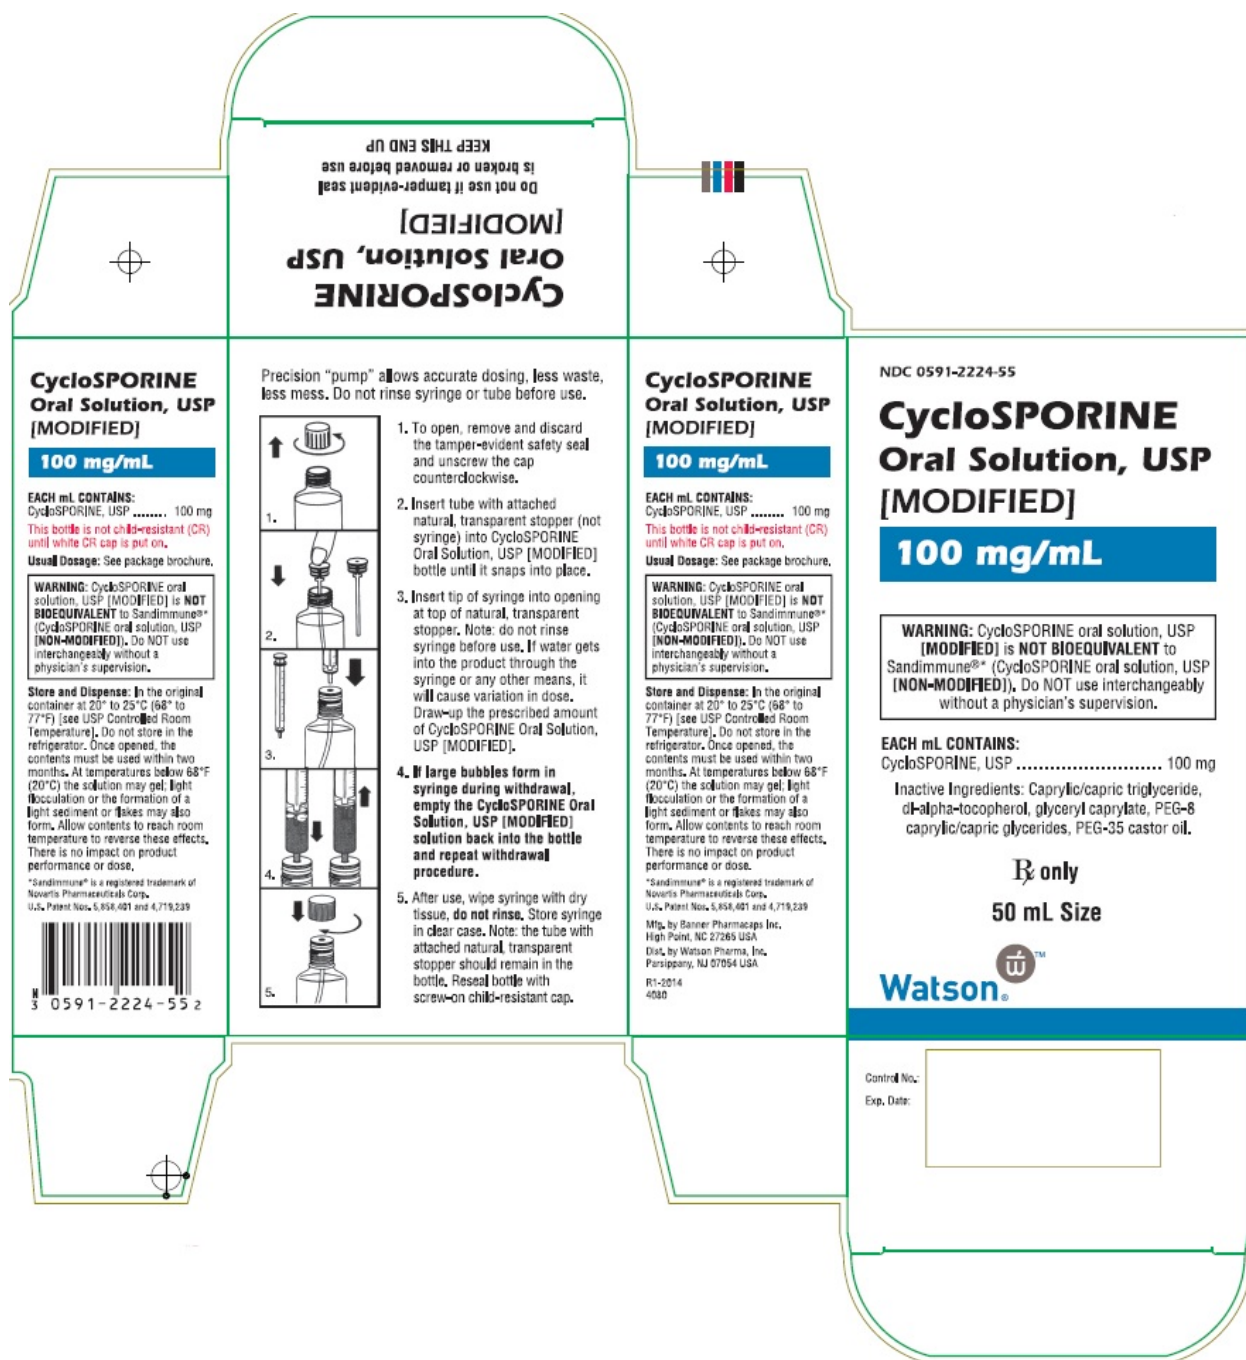 KEEP THIS END UP
is broken or removed before use
Do not use if tamper-evident seal
[MODIFIED]
Oral Solution, USP
CycloSPORINE
CycloSPORINE
Oral Solution, USP
[MODIFIED]
100 mg/mL
EACH mL CONTAINS:
CycloSPORINE, USP ........ 100 mg
This bottle is not child-resistant (CR)
until white CR cap is put on.
Usual Dosage: See package brochure.
WARNING: CycloSPORINE oral
solution, USP [MODIFIED] is NOT
BIOEQUIVALENT to Sandimmune®*
(CycloSPORINE oral solution, USP
[NON-MODIFIED]). Do NOT use
interchangeably without a
physician's supervision.
Store and Dispense: In the original
container at 20° to 25°C (68° to
77°F) [see USP Controlled Room
Temperature]. Do not store in the
refrigerator. Once opened, the
contents must be used within two
months. At temperatures below 68°F
(20°C) the solution may gel; light
flocculation or the formation of a
light sediment or flakes may also
form. Allow contents to reach room
temperature to reverse these effects.
There is no impact on product
performance or dose.
*Sandimmune® is a registered trademark of
Novartis Pharmaceuticals Corp.
U.S. Patent Nos. 5,858,401 and 4,719,239
N
3 0591-2224-55 2
Precision "pump" allows accurate dosing, less waste,
less mess. Do not rinse syringe or tube before use.
1.
2.
3.
4.
5.
1. To open, remove and discard
the tamper-evident safety seal
and unscrew the cap
counterclockwise.
2. Insert tube with attached
natural, transparent stopper (not
syringe) into CycloSPORINE
Oral Solution, USP [MODIFIED]
bottle until it snaps into place.
3. Insert tip of syringe into opening
at top of natural, transparent
stopper. Note: do not rinse
syringe before use. If water gets
into the product through the
syringe or any other means, it
will cause variation in dose.
Draw-up the prescribed amount
of CycloSPORINE Oral Solution,
USP [MODIFIED].
4. If large bubbles form in
syringe during withdrawal,
empty the CycloSPORINE Oral
Solution, USP [MODIFIED]
solution back into the bottle
and repeat withdrawal
procedure.
5. After use, wipe syringe with dry
tissue, do not rinse. Store syringe
in clear case. Note: the tube with
attached natural, transparent
stopper should remain in the
bottle. Reseal bottle with
screw-on child-resistant cap.
CycloSPORINE
Oral Solution, USP
[MODIFIED]
100 mg/mL
EACH mL CONTAINS:
CycloSPORINE, USP ........ 100 mg
This bottle is not child-resistant (CR)
until white CR cap is put on.
Usual Dosage: See package brochure.
WARNING: CycloSPORINE oral
solution, USP [MODIFIED] is NOT
BIOEQUIVALENT to Sandimmune®*
(CycloSPORINE oral solution, USP
[NON-MODIFIED]). Do NOT use
interchangeably without a
physician's supervision.
Store and Dispense: In the original
container at 20° to 25°C (68° to
77°F) [see USP Controlled Room
Temperature]. Do not store in the
refrigerator. Once opened, the
contents must be used within two
months. At temperatures below 68°F
(20°C) the solution may gel; light
flocculation or the formation of a
light sediment or flakes may also
form. Allow contents to reach room
temperature to reverse these effects.
There is no impact on product
performance or dose.
*Sandimmune® is a registered trademark of
Novartis Pharmaceuticals Corp.
U.S. Patent Nos. 5,858,401 and 4,719,239
Mfg. by Banner Pharmacaps Inc.
High Point, NC 27265 USA
Dist. by Watson Pharma, Inc.
Parsippany, NJ 07054 USA
R1-2014
4080
NDC 0591-2224-55
CycloSPORINE
Oral Solution, USP
[MODIFIED]
100 mg/mL
WARNING: CycloSPORINE oral solution, USP
[MODIFIED] is NOT BIOEQUIVALENT to
Sandimmune®* (CycloSPORINE oral solution, USP
[NON-MODIFIED]). Do NOT use interchangeably
without a physician's supervision.
EACH mL CONTAINS:
CycloSPORINE, USP ............................ 100 mg
Inactive Ingredients: Caprylic/capric triglyceride,
dl-alpha-tocopherol, glyceryl caprylate, PEG-8
caprylic/capric glycerides, PEG-35 castor oil.
℞ only
50 mL Size
Watson®
™
Control No.:
Exp. Date: